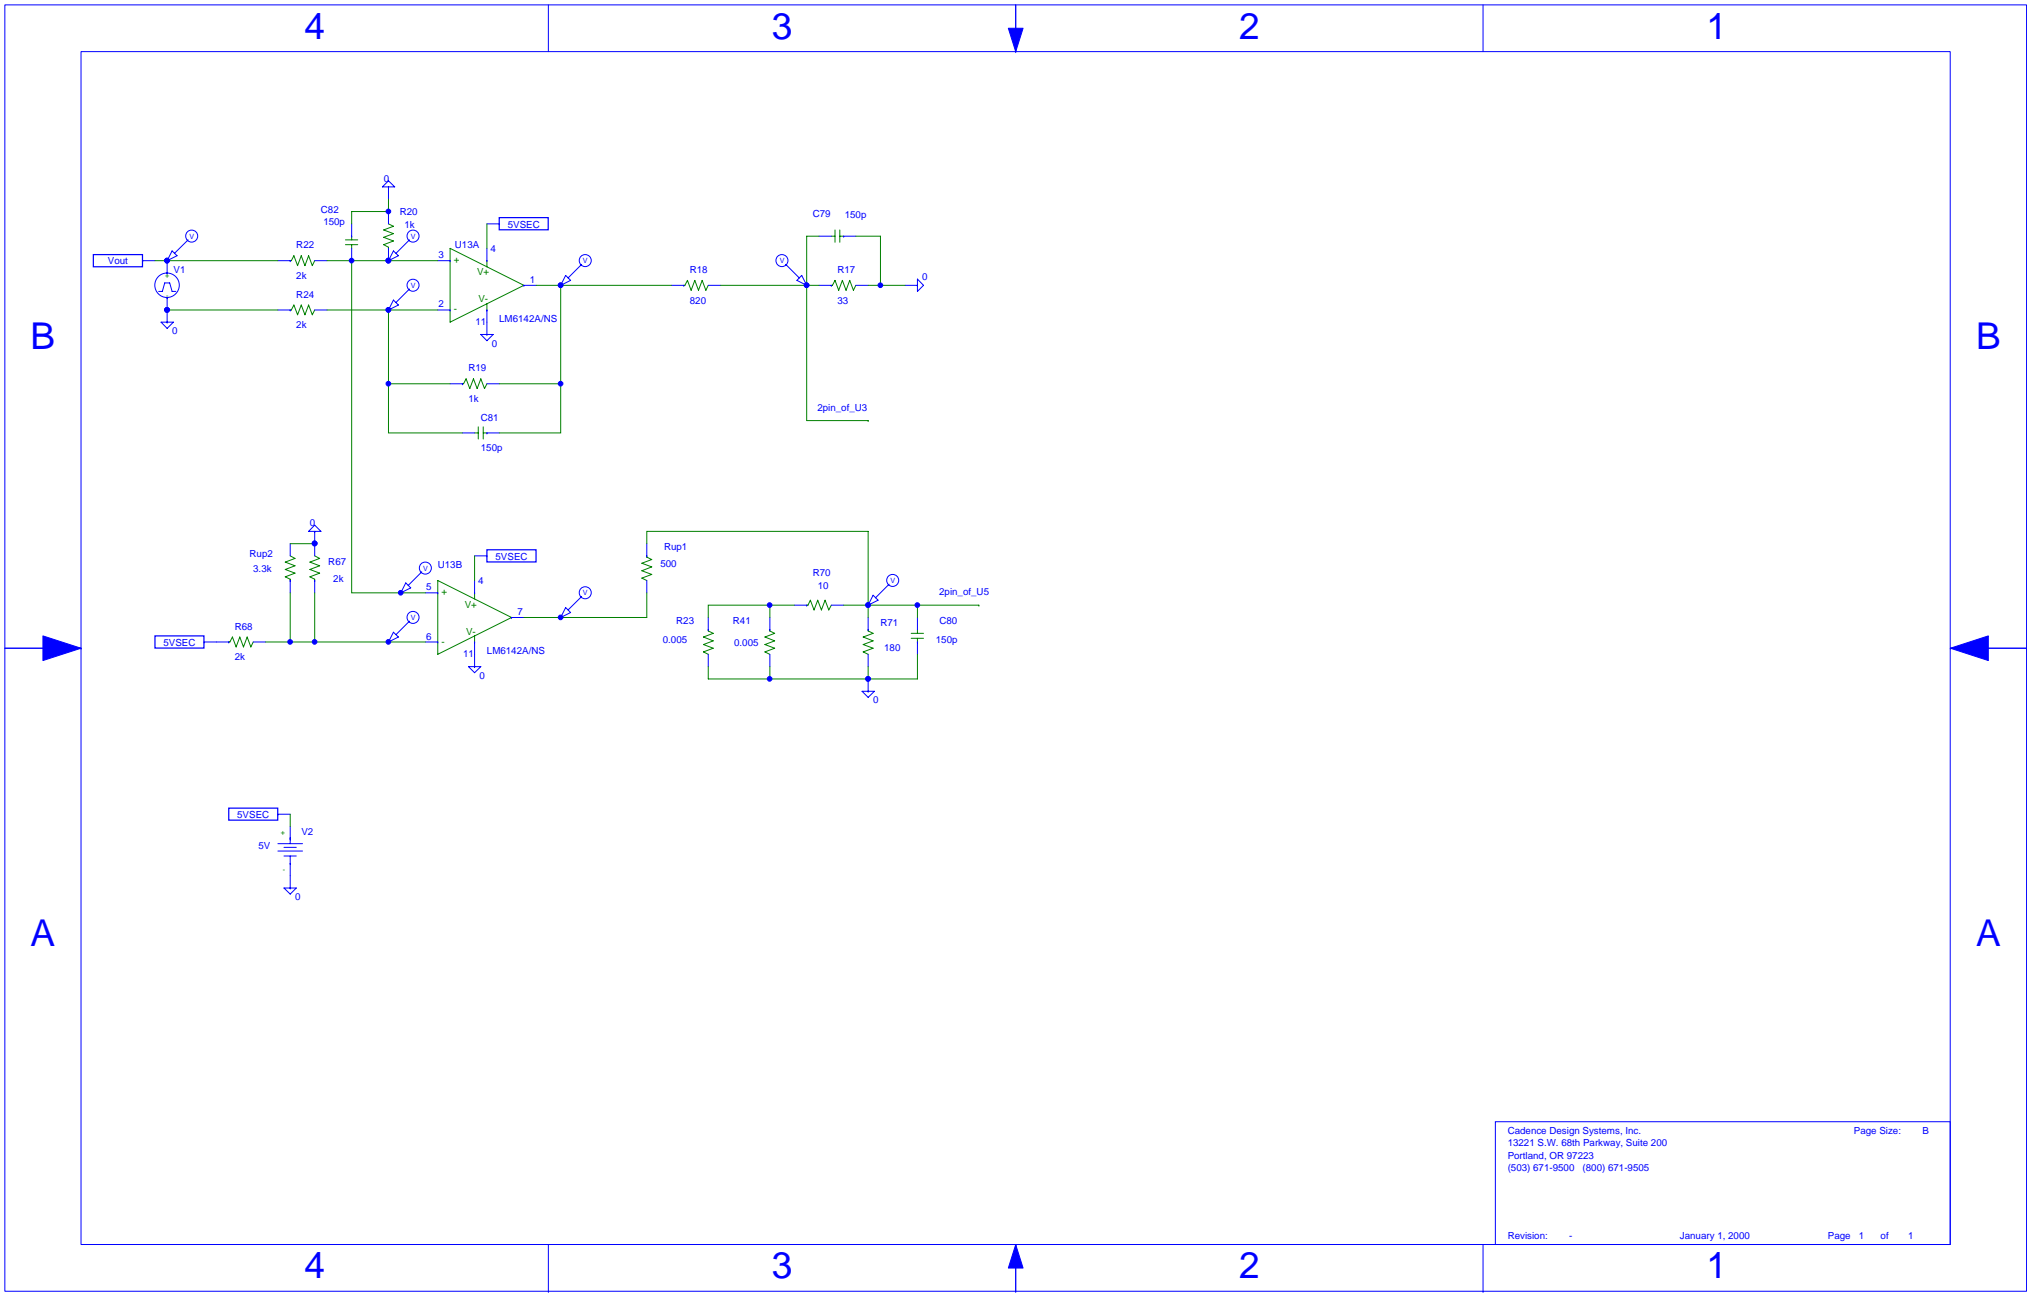 4 3 2 1
B B
A A
0
C82
150p
R20
1k
V
V
5VSEC
Vout
V1
R22
2k
R24
2k
V
0
U13A
3
+
4
V+
1
V
2
-
V-
11
LM6142A/NS
0
R19
1k
C81
150p
R18
820
V
C79 150p
R17
33
0
2pin_of_U3
0
Rup2
3.3k
R67
2k
5VSEC
R68
2k
V
U13B
5VSEC
5
+
4
V+
7
V
V
6
-
V-
11
LM6142A/NS
0
Rup1
500
R70
10
V
2pin_of_U5
R23
0.005
R41
0.005
R71
180
C80
150p
0
5VSEC
+
V2
5V
-
0
Cadence Design Systems, Inc. Page Size: B
13221 S.W. 68th Parkway, Suite 200
Portland, OR 97223
(503) 671-9500 (800) 671-9505
Revision: - January 1, 2000 Page 1 of 1
4 3 2 1